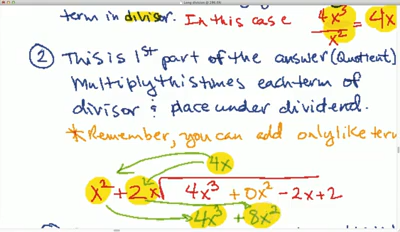 term in divisor. In this case 4x³/x² = 4x
② This is 1st part of the answer (Quotient)
Multiply this times each term of
divisor & place under dividend.
*Remember, you can add only like term
4x
x² + 2x 4x³ + 0x² - 2x + 2
4x³ + 8x²